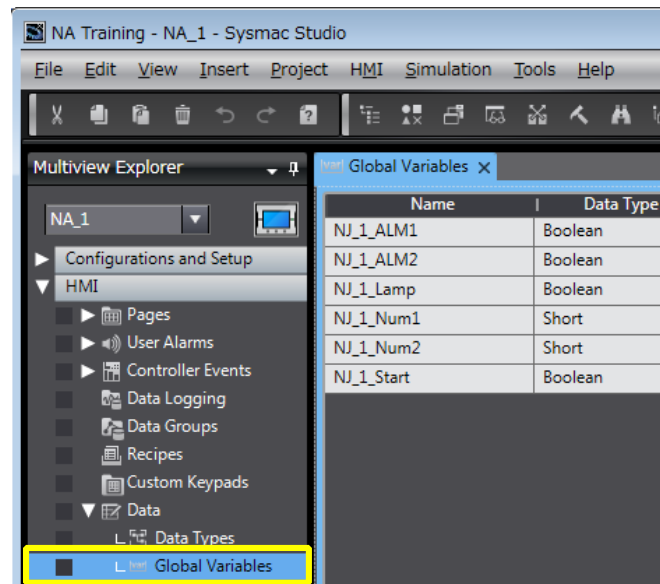 NA Training - NA_1 - Sysmac Studio
File Edit View Insert Project HMI Simulation Tools Help
Multiview Explorer
Global Variables
NA_1
Name Data Type
Configurations and Setup
HMI
Pages
User Alarms
Controller Events
Data Logging
Data Groups
Recipes
Custom Keypads
Data
Data Types
Global Variables
NJ_1_ALM1 Boolean
NJ_1_ALM2 Boolean
NJ_1_Lamp Boolean
NJ_1_Num1 Short
NJ_1_Num2 Short
NJ_1_Start Boolean